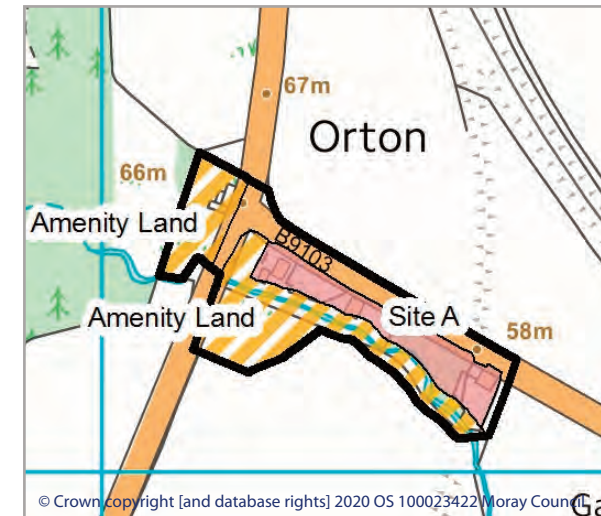 67m
Orton
66m
Amenity Land
B9103
Amenity Land
Site A
58m
© Crown copyright [and database rights] 2020 OS 100023422 Moray Council
Ga